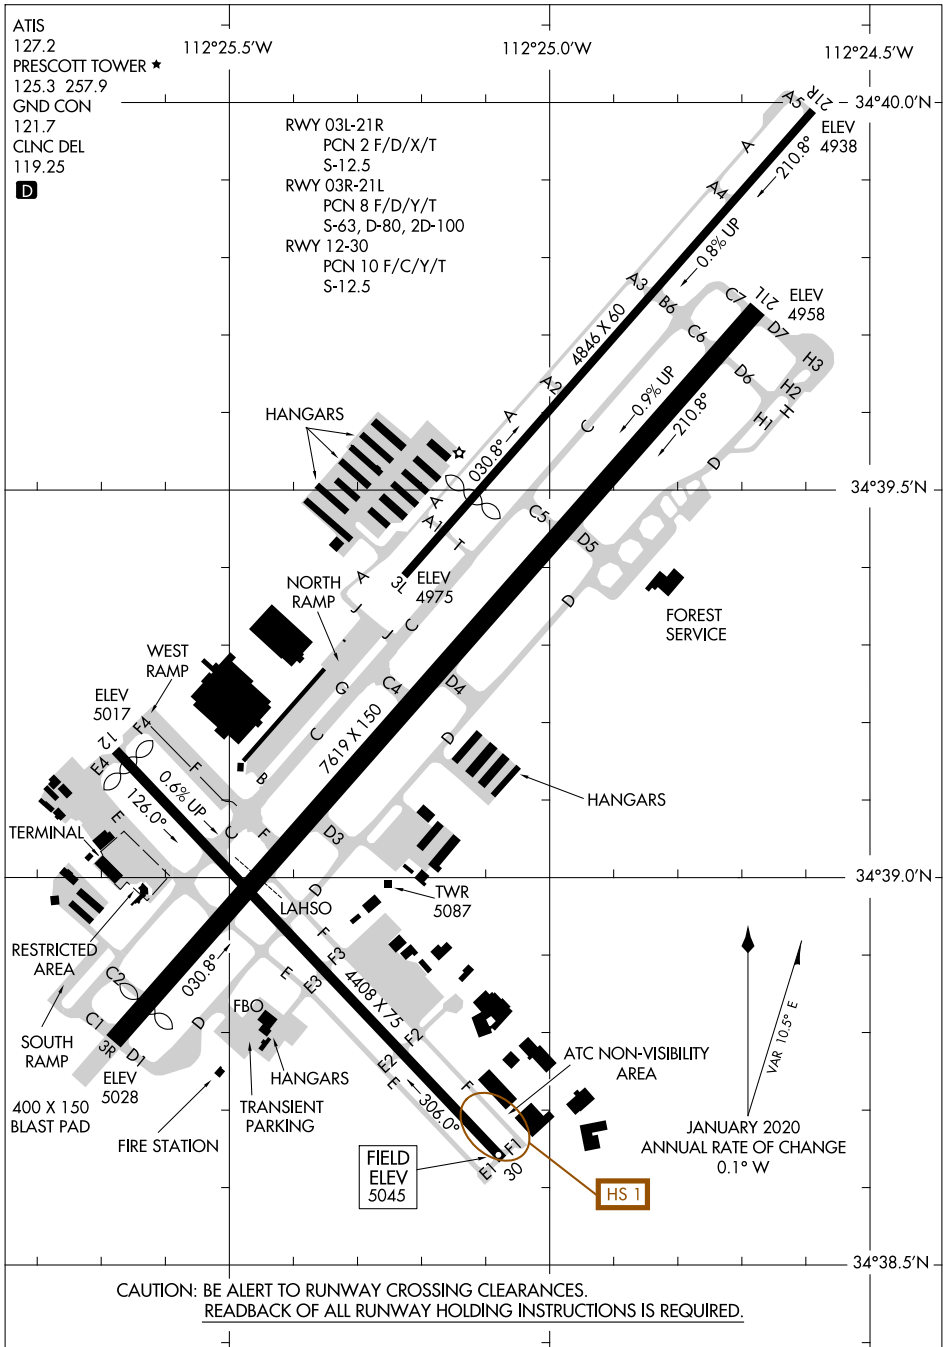 ATIS
127.2
PRESCOTT TOWER ★
125.3 257.9
GND CON
121.7
CLNC DEL
119.25
D
112°25.5'W
112°25.0'W
112°24.5'W
34°40.0'N
RWY 03L-21R
PCN 2 F/D/X/T
S-12.5
RWY 03R-21L
PCN 8 F/D/Y/T
S-63, D-80, 2D-100
RWY 12-30
PCN 10 F/C/Y/T
S-12.5
A5
21R
ELEV
4938
A
210.8°
A4
0.8% UP
A3
B6
C7
21L
ELEV
4958
D7
C6
4846 X 60
H3
D6
H2
H
H1
A2
0.9% UP
210.8°
HANGARS
A
C
030.8°
D
34°39.5'N
A
A1
C5
T
D5
3L
ELEV
4975
A
NORTH
RAMP
J
J
C
D
FOREST
SERVICE
WEST
RAMP
G
C4
D4
ELEV
5017
12
F4
E4
F
C
7619 X 150
D
0.6% UP
126.0°
B
HANGARS
E
C
F
D3
TERMINAL
34°39.0'N
D
LAHSO
TWR
5087
RESTRICTED
AREA
F
F3
C2
030.8°
E
E3
4408 X 75
FBO
C1
3R
D1
D
SOUTH
RAMP
ELEV
5028
HANGARS
F2
E2
E
ATC NON-VISIBILITY
AREA
F
306.0°
VAR 10.5° E
400 X 150
BLAST PAD
FIRE STATION
TRANSIENT
PARKING
JANUARY 2020
ANNUAL RATE OF CHANGE
0.1° W
FIELD
ELEV
5045
E1
F1
30
HS 1
34°38.5'N
CAUTION: BE ALERT TO RUNWAY CROSSING CLEARANCES.
READBACK OF ALL RUNWAY HOLDING INSTRUCTIONS IS REQUIRED.